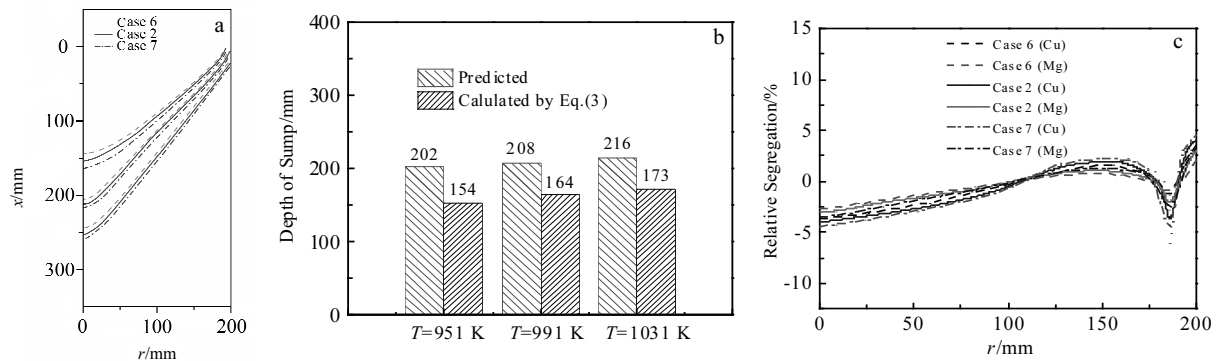 a
Case 6
Case 2
Case 7
0
100
200
300
x/mm
0
100
200
r/mm
b
400
300
200
100
0
Depth of Sump/mm
Predicted
Calulated by Eq.(3)
202
154
208
164
216
173
T=951 K
T=991 K
T=1031 K
c
15
10
5
0
-5
-10
Relative Segregation/%
Case 6 (Cu)
Case 6 (Mg)
Case 2 (Cu)
Case 2 (Mg)
Case 7 (Cu)
Case 7 (Mg)
0
50
100
150
200
r/mm